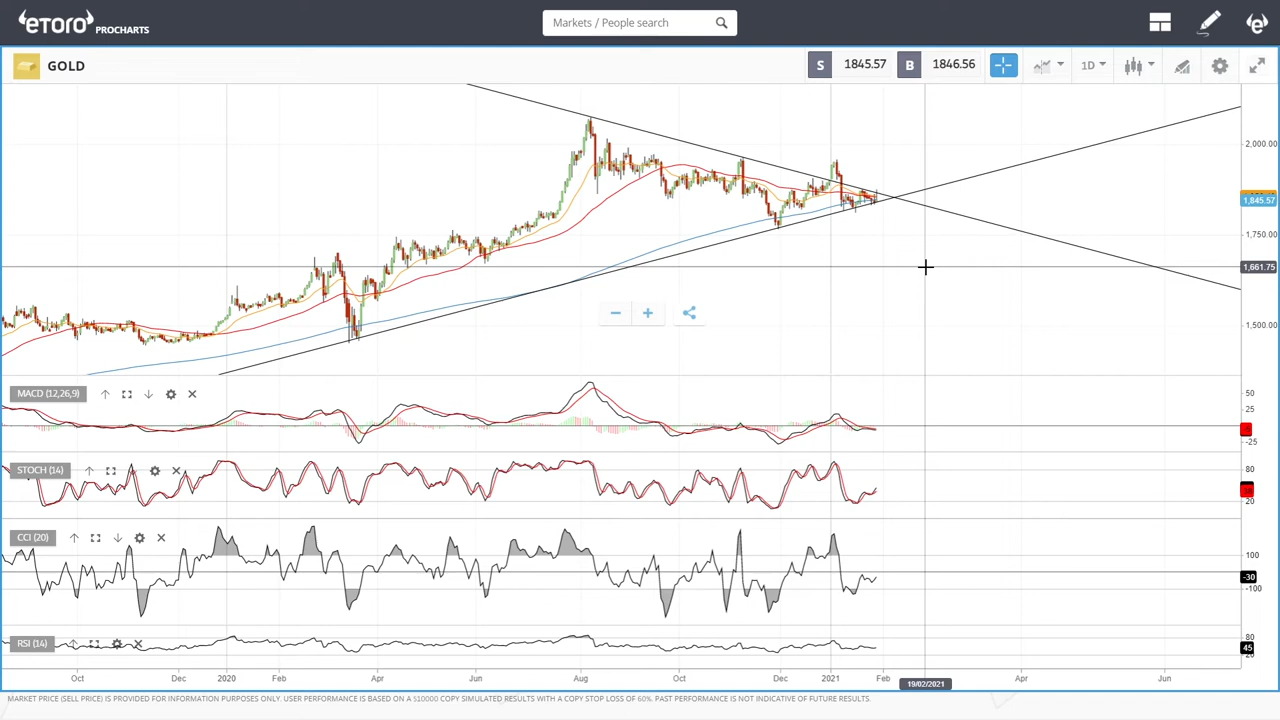 eTORO PROCHARTS
Markets / People search
GOLD
S 1845.57 B 1846.56 1D
2,000.00
1,845.57
1,750.00
1,661.75
1,500.00
MACD (12,26,9)
50
25
-25
STOCH (14)
80
20
CCI (20)
100
-30
-100
RSI (14)
80
45
Oct Dec 2020 Feb Apr Jun Aug Oct Dec 2021 Feb Apr Jun
19/02/2021
MARKET PRICE (SELL PRICE) IS PROVIDED FOR INFORMATION PURPOSES ONLY. USER PERFORMANCE IS BASED ON A $10000 COPY SIMULATED RESULTS WITH A COPY STOP LOSS OF 60%. PAST PERFORMANCE IS NOT INDICATIVE OF FUTURE RESULTS.